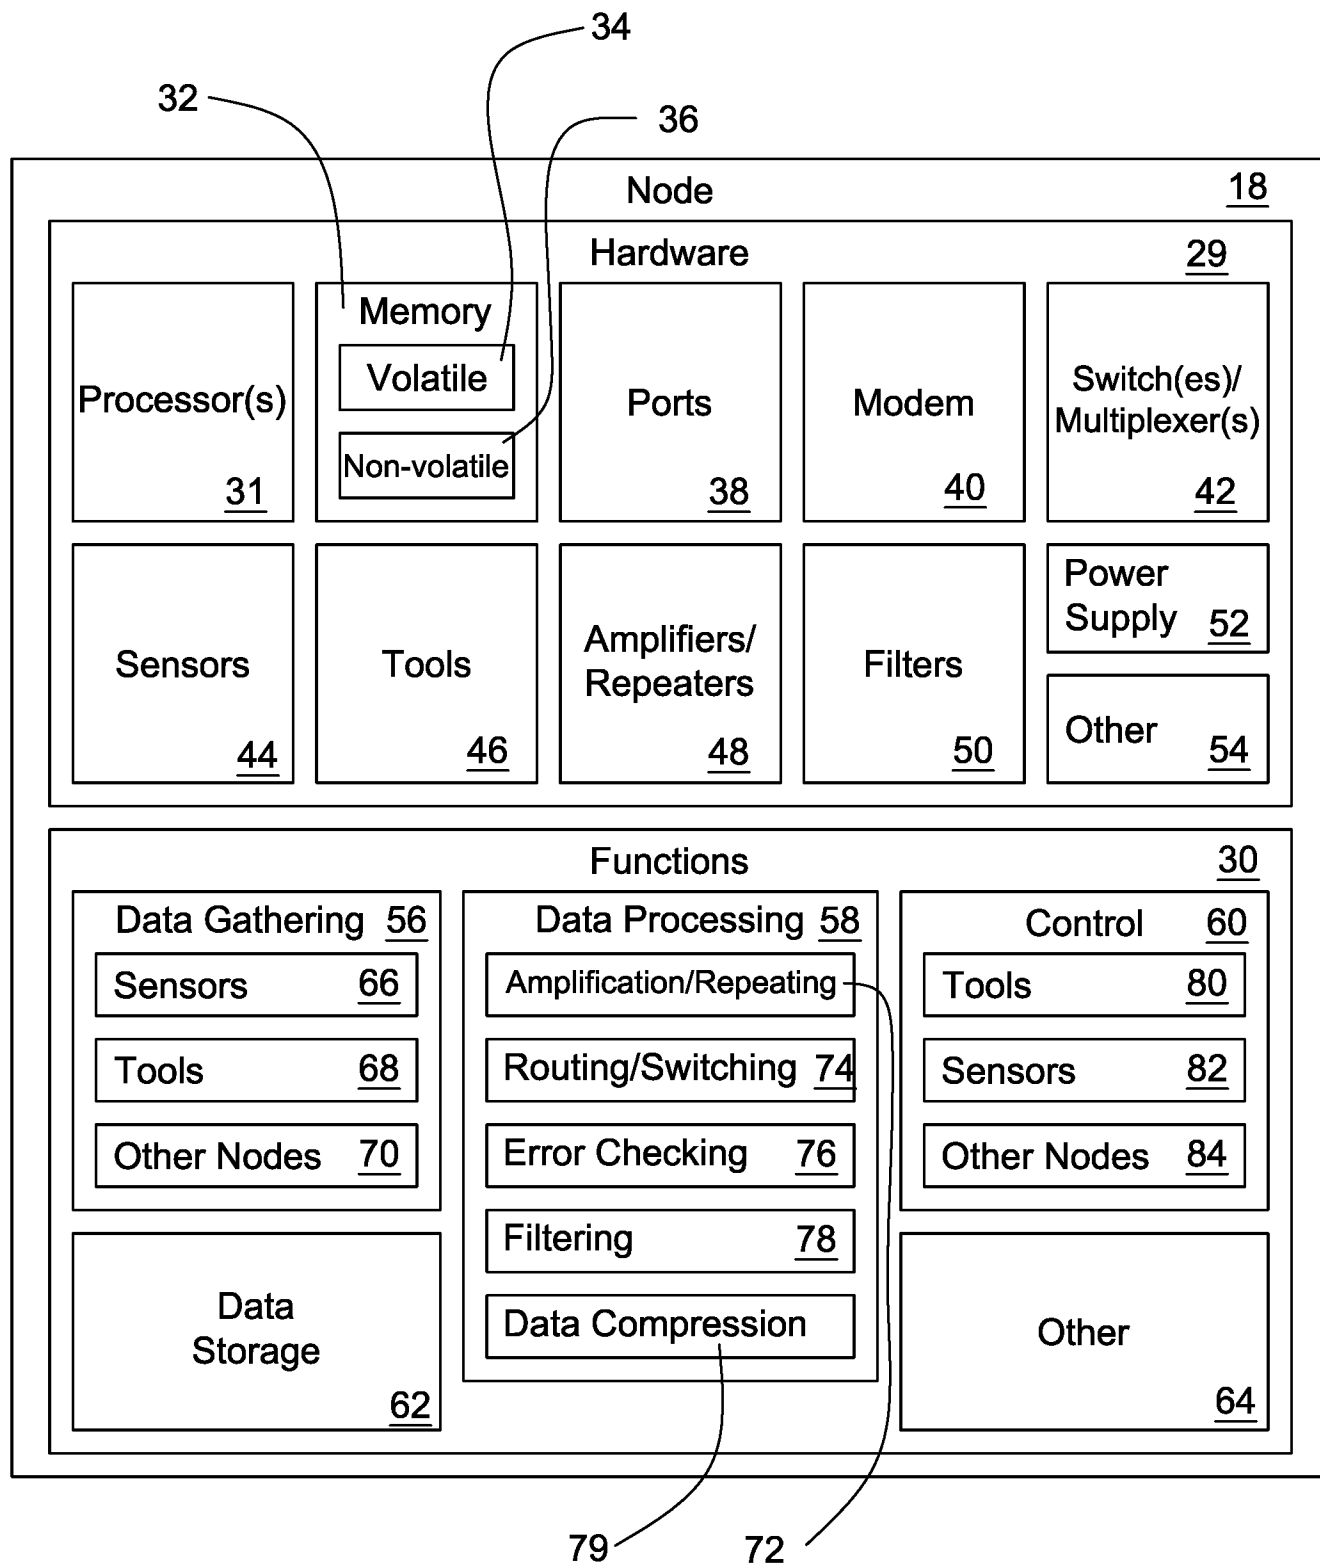 34
32
36
Node 18
Hardware 29
Processor(s)
31
Memory
Volatile
Non-volatile
Ports
38
Modem
40
Switch(es)/
Multiplexer(s)
42
Sensors
44
Tools
46
Amplifiers/
Repeaters
48
Filters
50
Power
Supply 52
Other
54
Functions 30
Data Gathering 56
Sensors 66
Tools 68
Other Nodes 70
Data Processing 58
Amplification/Repeating
Routing/Switching 74
Error Checking 76
Filtering 78
Data Compression
Control 60
Tools 80
Sensors 82
Other Nodes 84
Data
Storage
62
Other
64
79
72